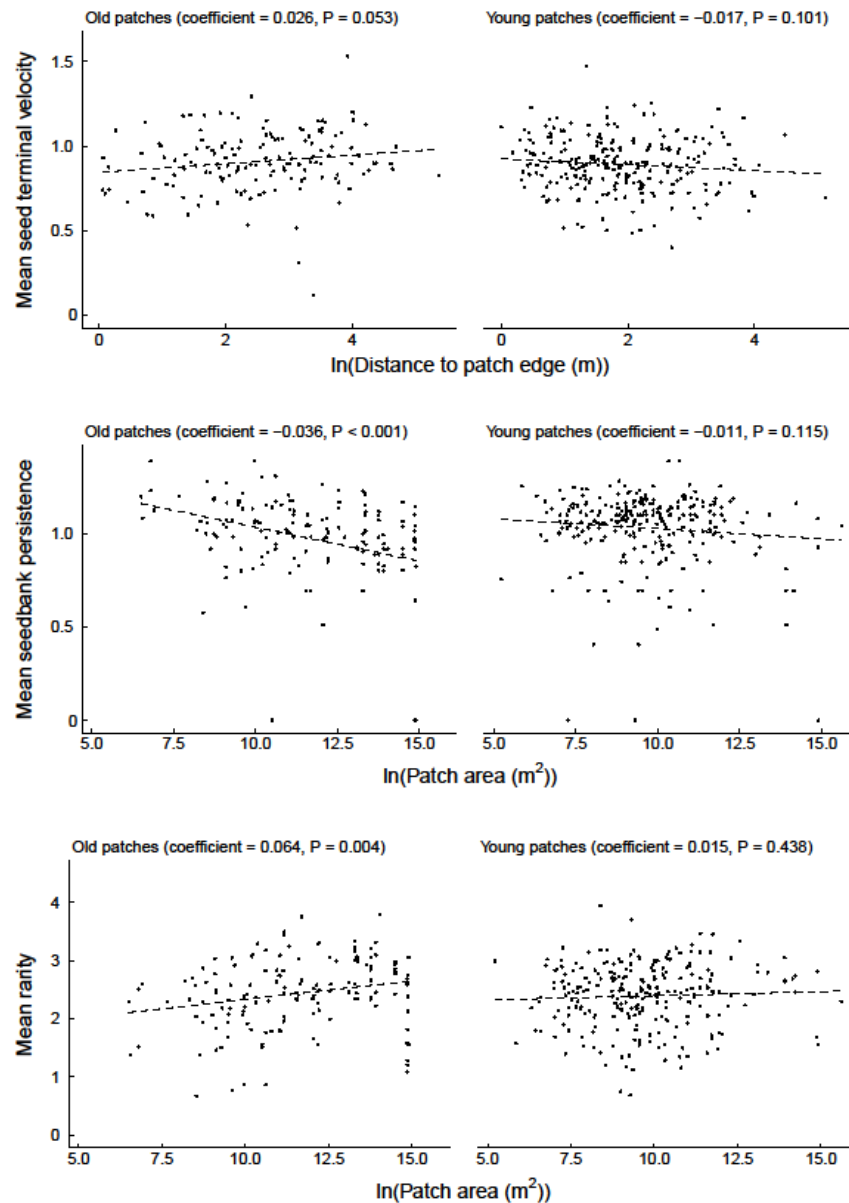 Old patches (coefficient = 0.026, P = 0.053)
Young patches (coefficient = −0.017, P = 0.101)
Mean seed terminal velocity
1.5
1.0
0.5
0
0 2 4
0 2 4
ln(Distance to patch edge (m))
Old patches (coefficient = −0.036, P < 0.001)
Young patches (coefficient = −0.011, P = 0.115)
Mean seedbank persistence
1.0
0.5
0
5.0 7.5 10.0 12.5 15.0
5.0 7.5 10.0 12.5 15.0
ln(Patch area (m²))
Old patches (coefficient = 0.064, P = 0.004)
Young patches (coefficient = 0.015, P = 0.438)
Mean rarity
4
3
2
1
0
5.0 7.5 10.0 12.5 15.0
5.0 7.5 10.0 12.5 15.0
ln(Patch area (m²))